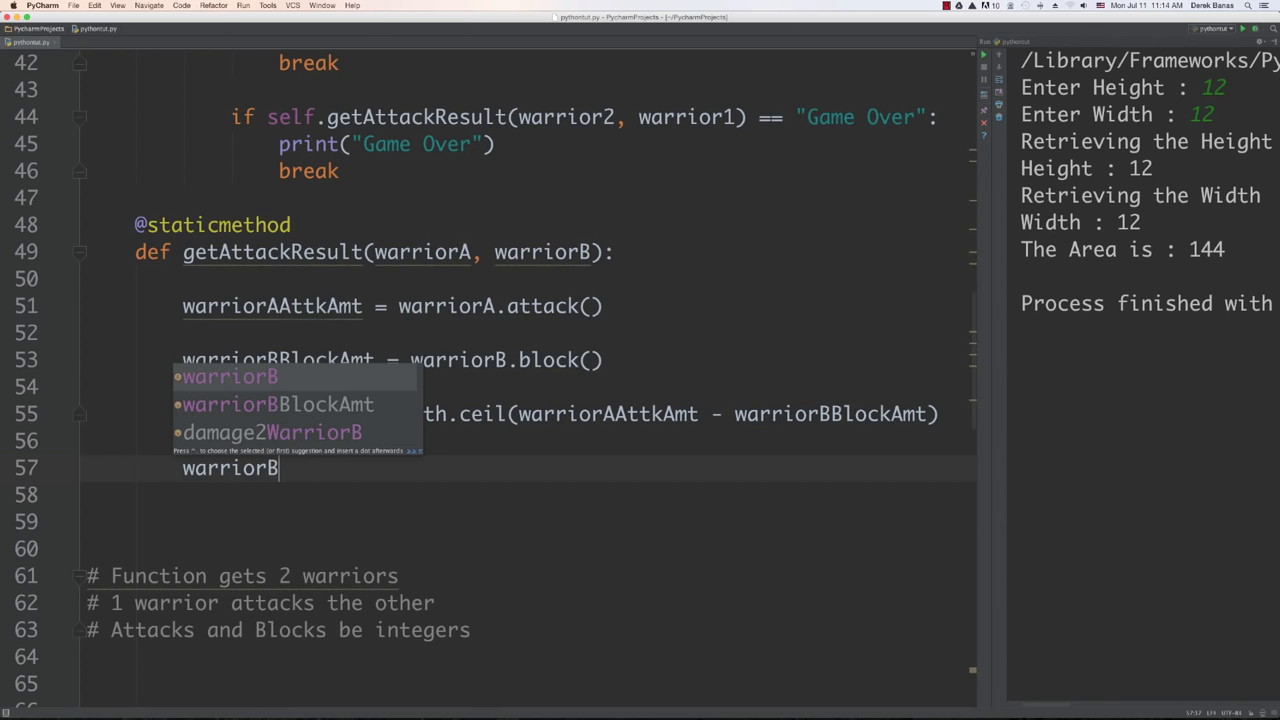 PyCharm File Edit View Navigate Code Refactor Run Tools VCS Window Help 10 Mon Jul 11 11:14 AM Derek Banas
pythontut.py - PyCharmProjects - [~/PycharmProjects]
PycharmProjects pythontut.py pythontut
pythontut.py
Run pythontut
42 break
43
44 if self.getAttackResult(warrior2, warrior1) == "Game Over":
45 print("Game Over")
46 break
47
48 @staticmethod
49 def getAttackResult(warriorA, warriorB):
50
51 warriorAAttkAmt = warriorA.attack()
52
53 warriorBBlockAmt = warriorB.block()
54
warriorB
warriorBBlockAmt
damage2WarriorB
Press ^. to choose the selected (or first) suggestion and insert a dot afterwards >>
55 th.ceil(warriorAAttkAmt - warriorBBlockAmt)
56
57 warriorB
58
59
60
61 # Function gets 2 warriors
62 # 1 warrior attacks the other
63 # Attacks and Blocks be integers
64
65
/Library/Frameworks/Py
Enter Height : 12
Enter Width : 12
Retrieving the Height
Height : 12
Retrieving the Width
Width : 12
The Area is : 144
Process finished with
57:17 LF÷ UTF-8÷